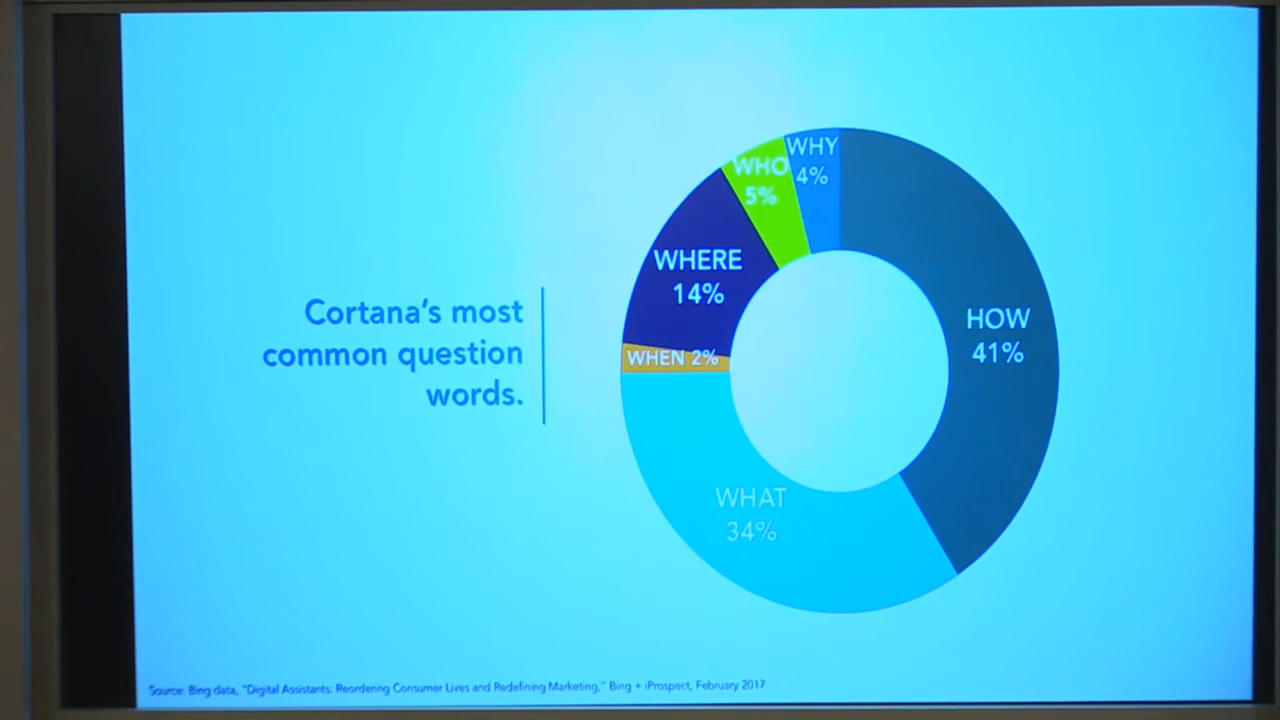 Cortana's most
common question
words.
WHY
4%
WHO
5%
WHERE
14%
HOW
41%
WHEN 2%
WHAT
34%
Source: Bing data, "Digital Assistants: Reordering Consumer Lives and Redefining Marketing," Bing + iProspect, February 2017